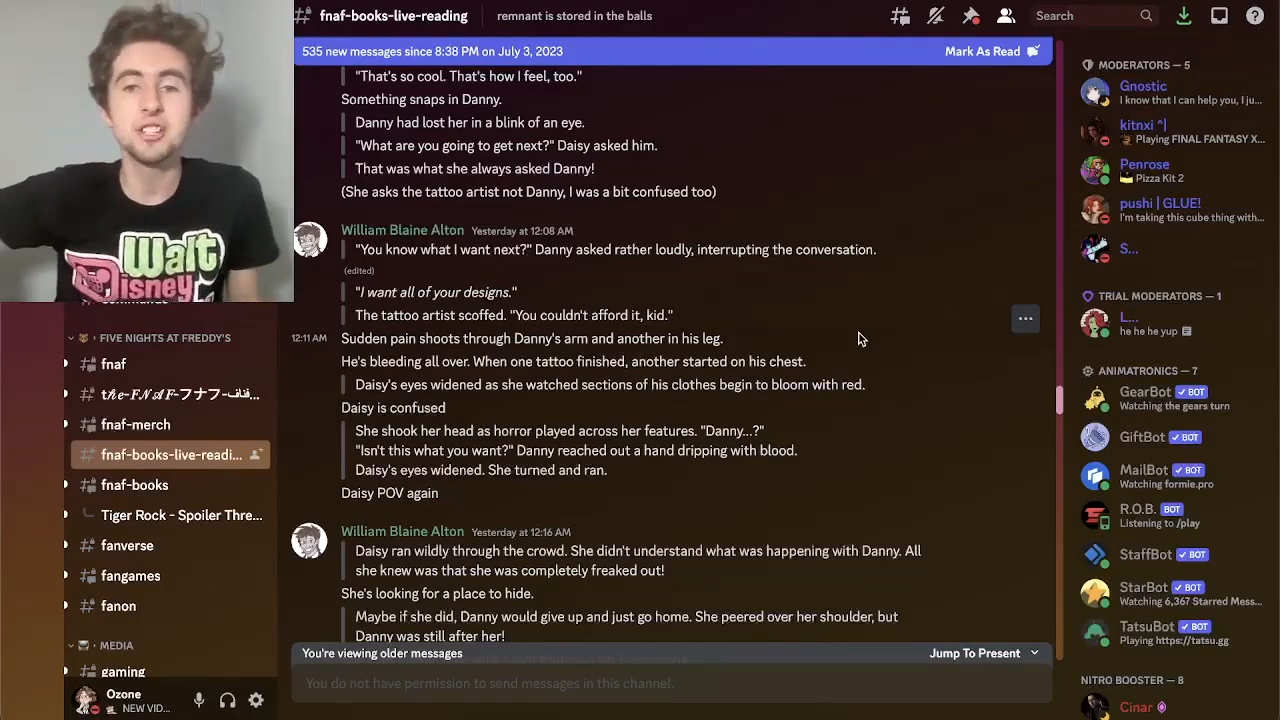 fnaf-books-live-reading
remnant is stored in the balls
Search
535 new messages since 8:38 PM on July 3, 2023
Mark As Read
"That's so cool. That's how I feel, too."
Something snaps in Danny.
Danny had lost her in a blink of an eye.
"What are you going to get next?" Daisy asked him.
That was what she always asked Danny!
(She asks the tattoo artist not Danny, I was a bit confused too)
William Blaine Alton Yesterday at 12:08 AM
"You know what I want next?" Danny asked rather loudly, interrupting the conversation.
(edited)
"I want all of your designs."
The tattoo artist scoffed. "You couldn't afford it, kid."
12:11 AM Sudden pain shoots through Danny's arm and another in his leg.
He's bleeding all over. When one tattoo finished, another started on his chest.
Daisy's eyes widened as she watched sections of his clothes begin to bloom with red.
Daisy is confused
She shook her head as horror played across her features. "Danny...?"
"Isn't this what you want?" Danny reached out a hand dripping with blood.
Daisy's eyes widened. She turned and ran.
Daisy POV again
William Blaine Alton Yesterday at 12:16 AM
Daisy ran wildly through the crowd. She didn't understand what was happening with Danny. All
she knew was that she was completely freaked out!
She's looking for a place to hide.
Maybe if she did, Danny would give up and just go home. She peered over her shoulder, but
Danny was still after her!
You're viewing older messages
Jump To Present
You do not have permission to send messages in this channel.
Walt
Disney
FIVE NIGHTS AT FREDDY'S
fnaf
fnaf-merch
fnaf-books-live-readi...
fnaf-books
Tiger Rock - Spoiler Thre...
fanverse
fangames
fanon
MEDIA
gaming
Ozone
NEW VID...
MODERATORS — 5
Gnostic
I know that I can help you, I ju...
kitnxi ^|
Playing FINAL FANTASY X...
Penrose
Pizza Kit 2
pushi | GLUE!
I'm taking this cube thing with...
S...
TRIAL MODERATORS — 1
L...
he he he yup
ANIMATRONICS — 7
GearBot BOT
Watching the gears turn
GiftBot BOT
MailBot BOT
Watching formie.pro
R.O.B. BOT
Listening to /play
StaffBot BOT
StarBot BOT
Watching 6,367 Starred Mess...
TatsuBot BOT
Playing https://tatsu.gg
NITRO BOOSTER — 8
Cinar